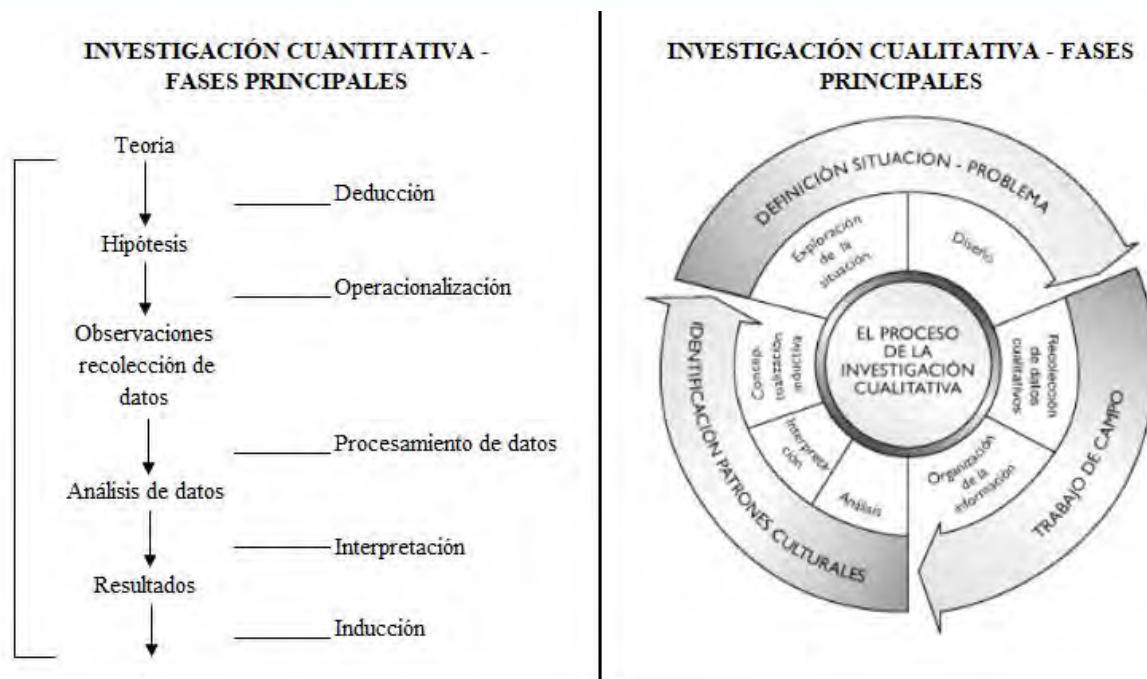 INVESTIGACIÓN CUANTITATIVA -
FASES PRINCIPALES
Teoría
Deducción
Hipótesis
Operacionalización
Observaciones
recolección de
datos
Procesamiento de datos
Análisis de datos
Interpretación
Resultados
Inducción
INVESTIGACIÓN CUALITATIVA - FASES
PRINCIPALES
DEFINICIÓN SITUACIÓN - PROBLEMA
Exploración
de la
situación
Diseño
EL PROCESO
DE LA
INVESTIGACIÓN
CUALITATIVA
Recolección
de datos
cualitativos
Organización
de la
información
TRABAJO DE CAMPO
Análisis
Interpreta-
ción
Concep-
tualización
inductiva
IDENTIFICACIÓN PATRONES CULTURALES